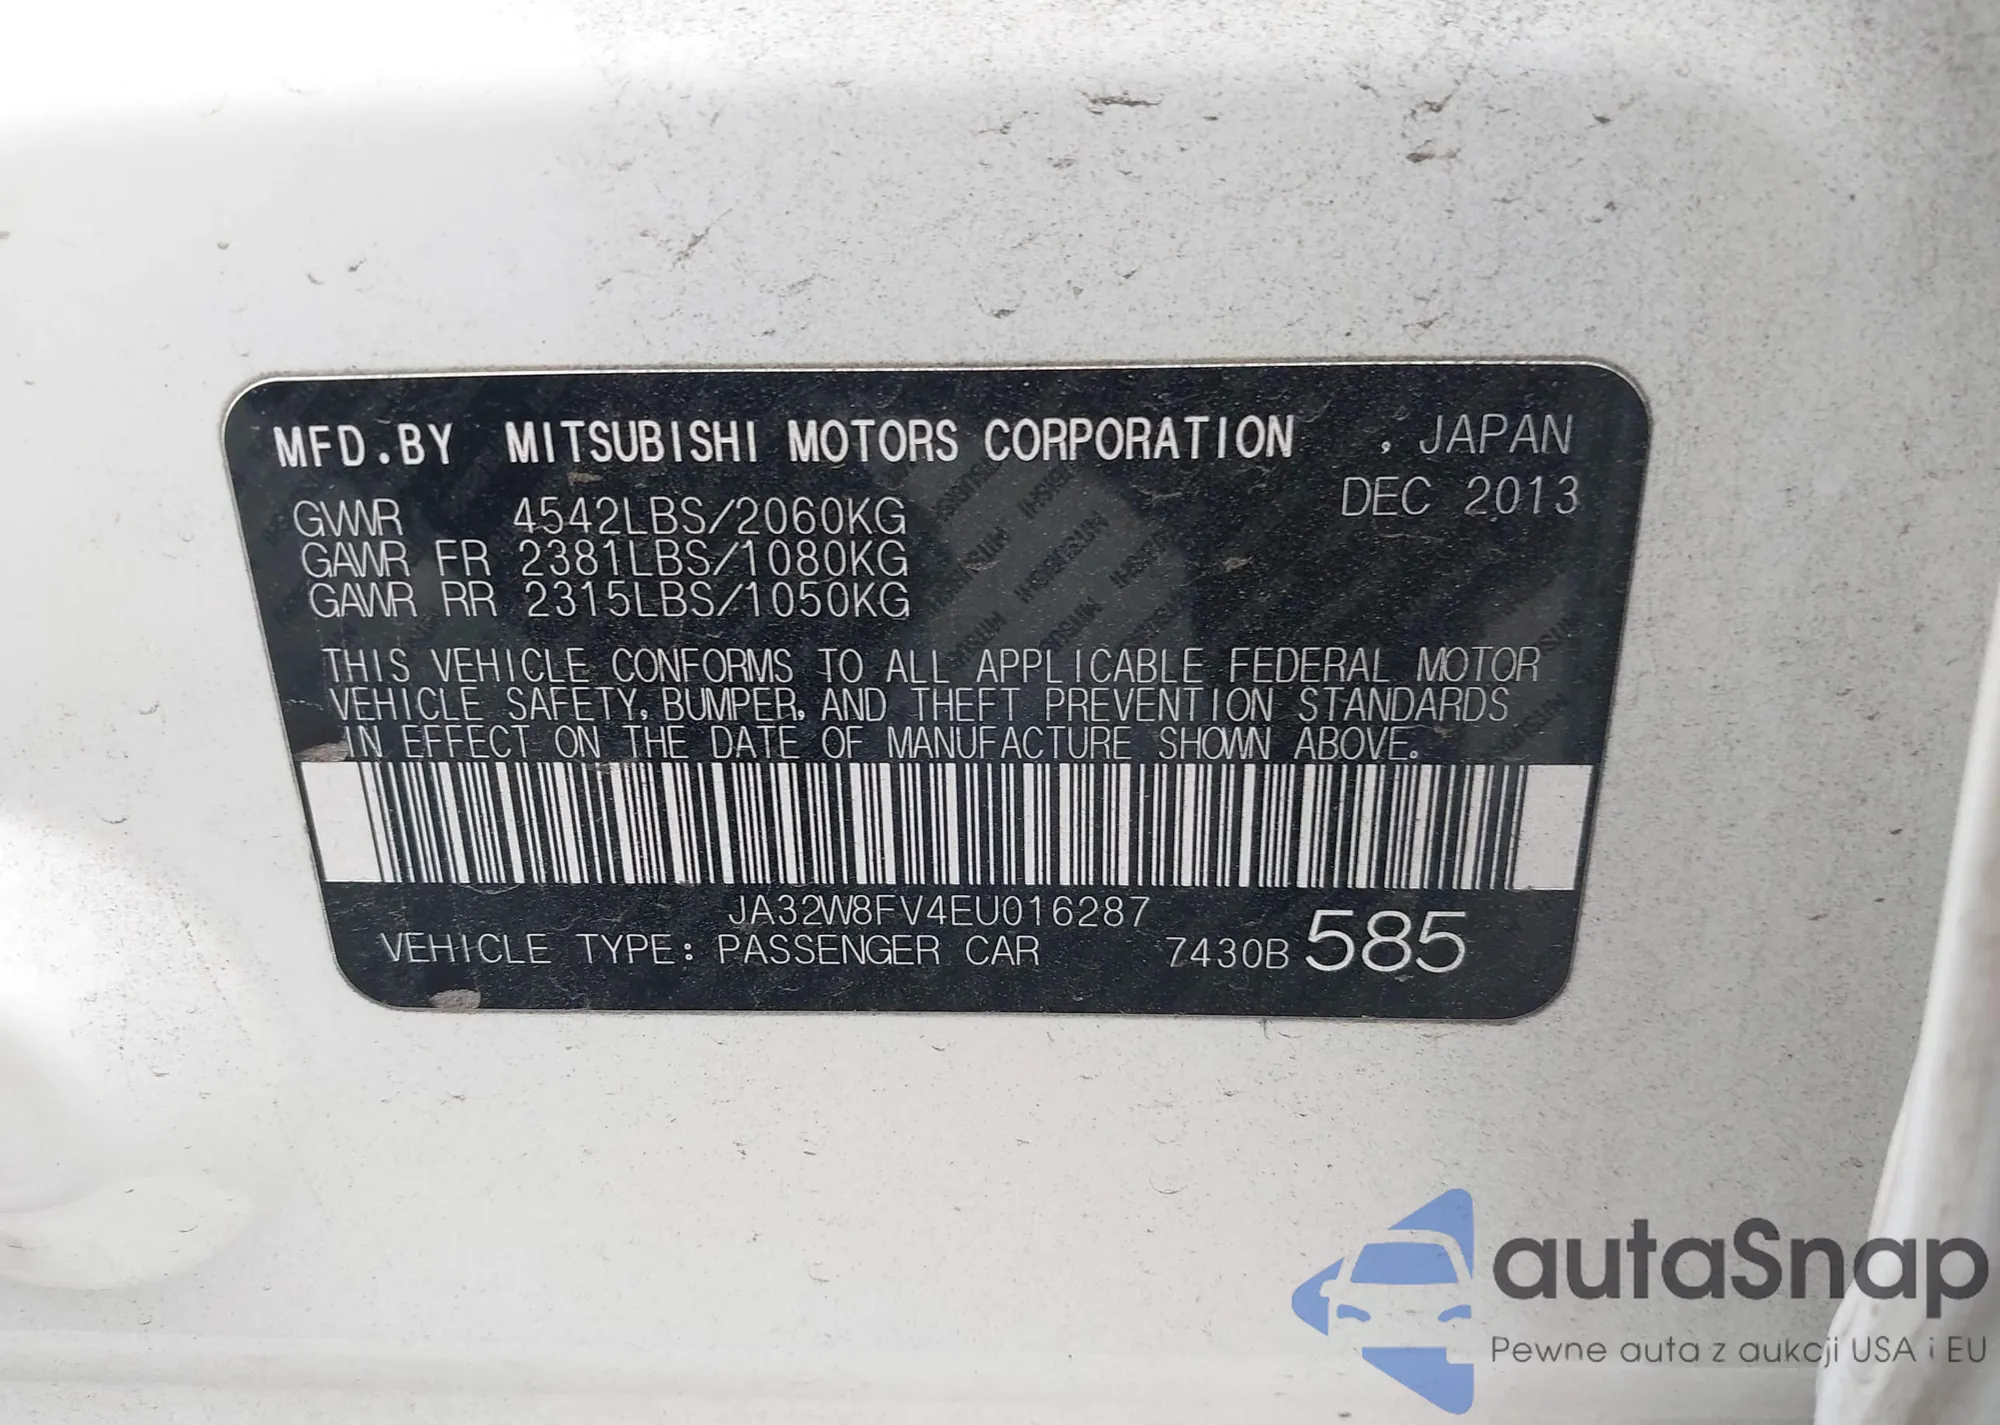 MFD.BY MITSUBISHI MOTORS CORPORATION , JAPAN
DEC 2013
GVWR 4542LBS/2060KG
GAWR FR 2381LBS/1080KG
GAWR RR 2315LBS/1050KG
THIS VEHICLE CONFORMS TO ALL APPLICABLE FEDERAL MOTOR
VEHICLE SAFETY, BUMPER, AND THEFT PREVENTION STANDARDS
IN EFFECT ON THE DATE OF MANUFACTURE SHOWN ABOVE.
JA32W8FV4EU016287
VEHICLE TYPE: PASSENGER CAR 7430B 585
autaSnap
Pewne auta z aukcji USA i EU